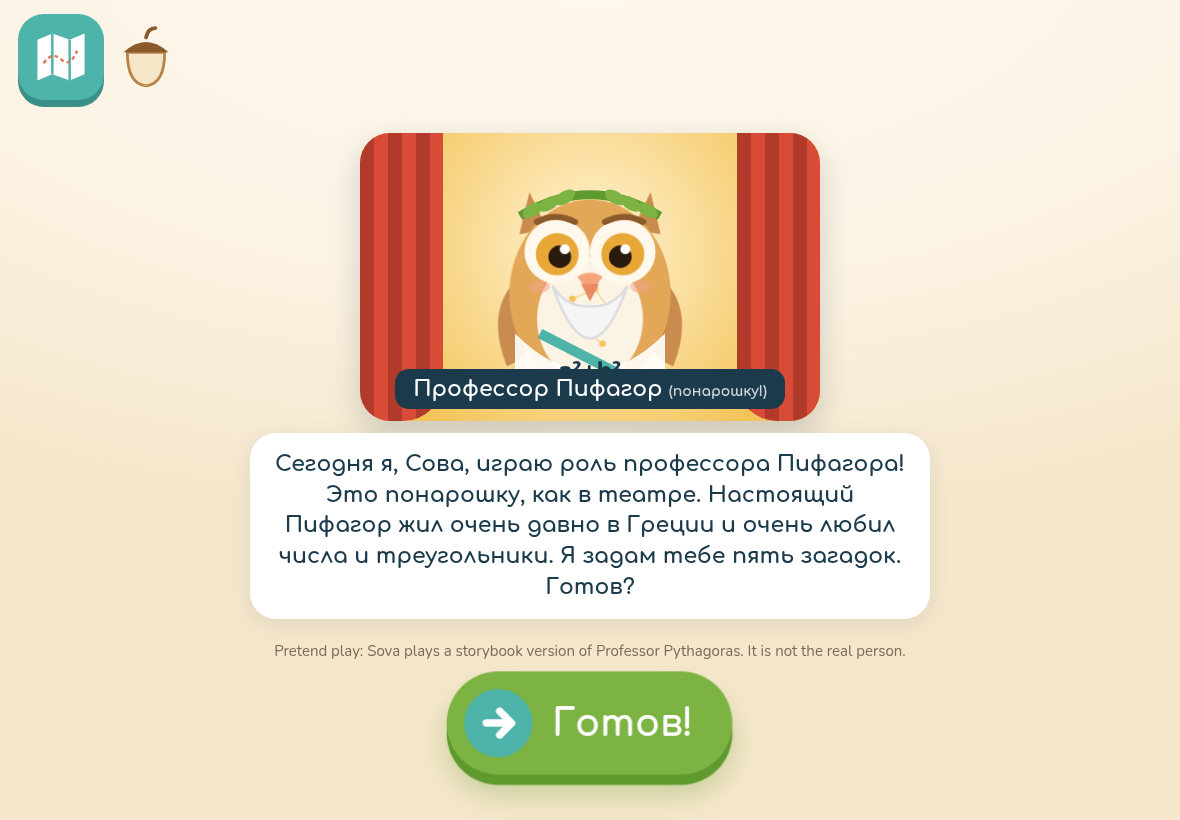 Профессор Пифагор (понарошку!)
Сегодня я, Сова, играю роль профессора Пифагора!
Это понарошку, как в театре. Настоящий
Пифагор жил очень давно в Греции и очень любил
числа и треугольники. Я задам тебе пять загадок.
Готов?
Pretend play: Sova plays a storybook version of Professor Pythagoras. It is not the real person.
Готов!